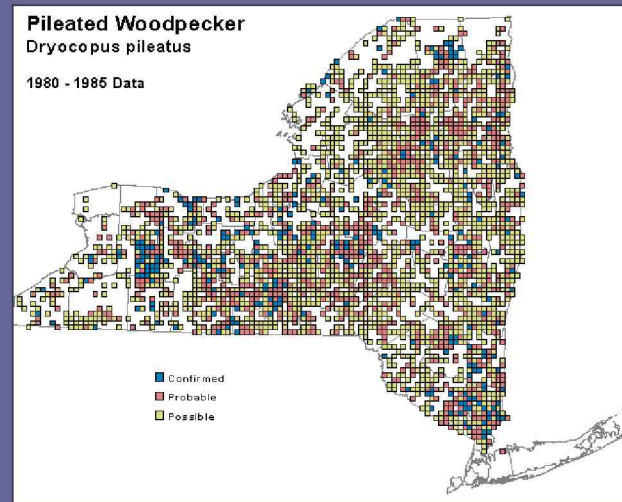 Pileated Woodpecker
Dryocopus pileatus
1980 - 1985 Data
Confirmed
Probable
Possible